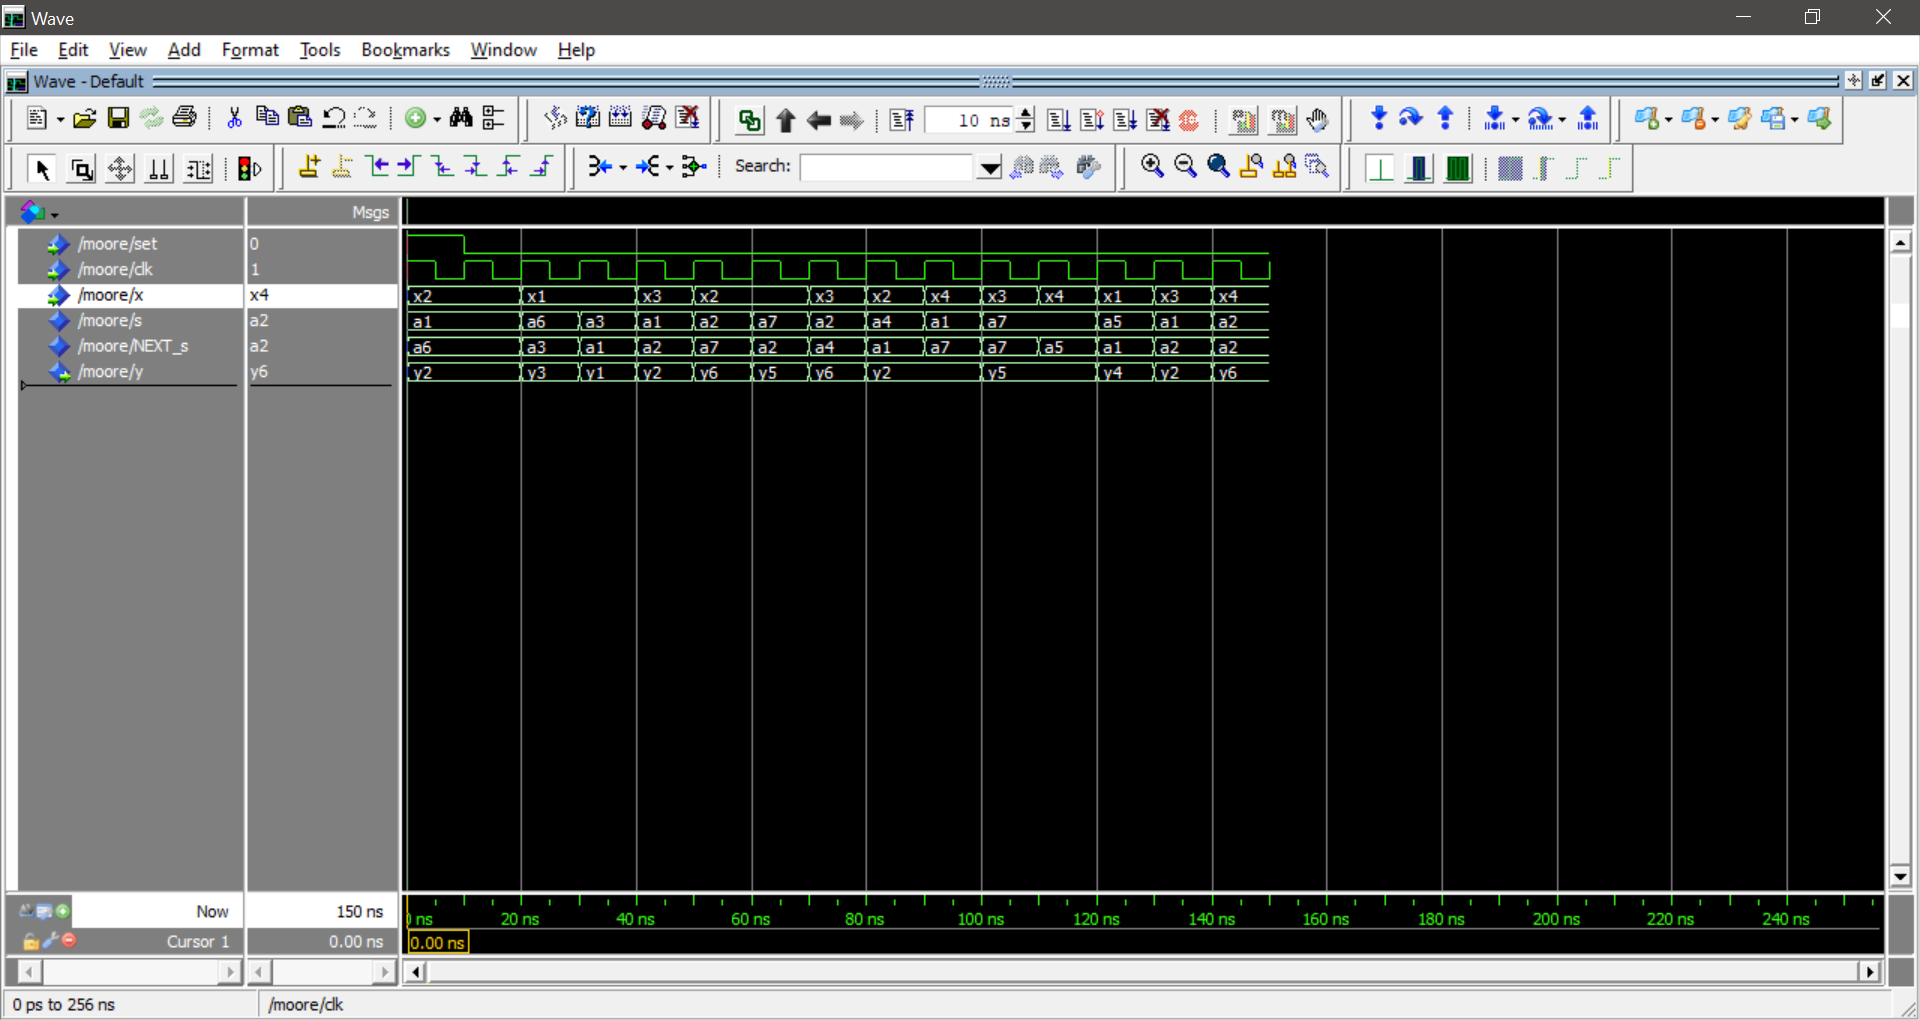 Wave
File Edit View Add Format Tools Bookmarks Window Help
Wave - Default
10 ns
Search:
Msgs
/moore/set 0
/moore/clk 1
/moore/x x4 x2 x1 x3 x2 x3 x2 x4 x3 x4 x1 x3 x4
/moore/s a2 a1 a6 a3 a1 a2 a7 a2 a4 a1 a7 a5 a1 a2
/moore/NEXT_s a2 a6 a3 a1 a2 a7 a2 a4 a1 a7 a7 a5 a1 a2 a2
/moore/y y6 y2 y3 y1 y2 y6 y5 y6 y2 y5 y4 y2 y6
Now 150 ns ns 20 ns 40 ns 60 ns 80 ns 100 ns 120 ns 140 ns 160 ns 180 ns 200 ns 220 ns 240 ns
Cursor 1 0.00 ns 0.00 ns
0 ps to 256 ns /moore/clk